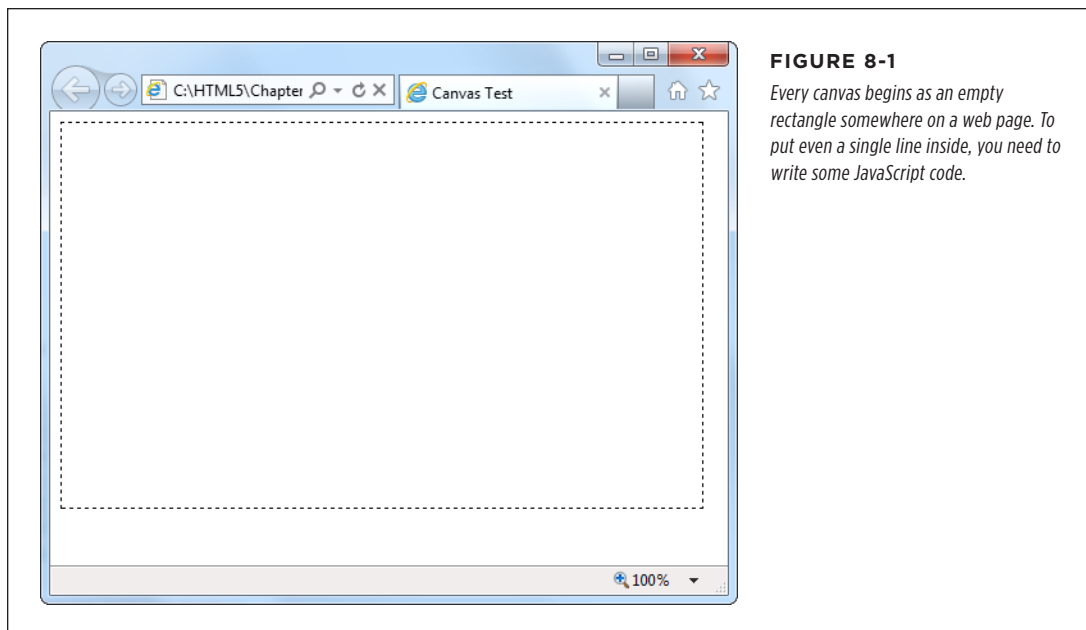 C:\HTML5\Chapter
Canvas Test
100%
FIGURE 8-1
Every canvas begins as an empty
rectangle somewhere on a web page. To
put even a single line inside, you need to
write some JavaScript code.